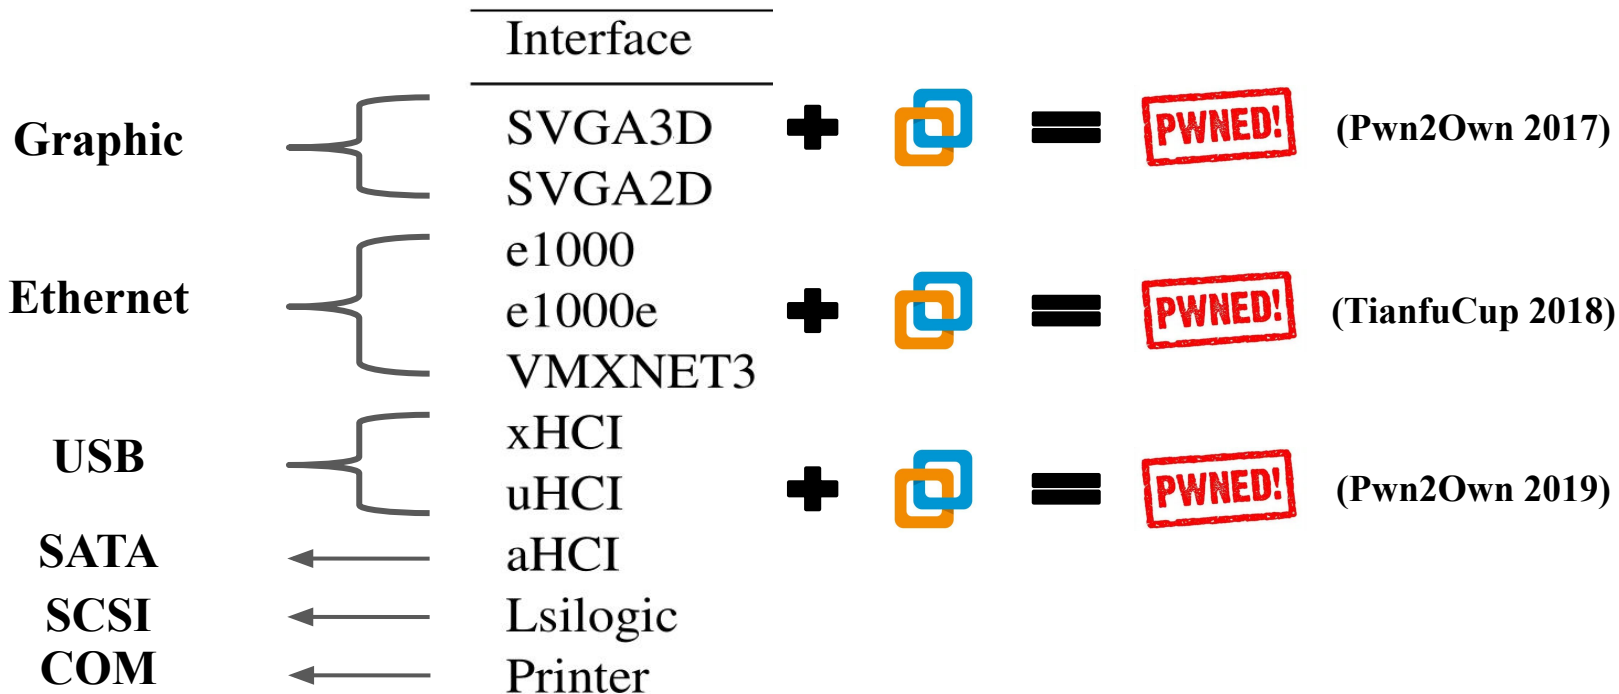 Interface
Graphic
SVGA3D
PWNED!
(Pwn2Own 2017)
SVGA2D
e1000
Ethernet
e1000e
PWNED!
(TianfuCup 2018)
VMXNET3
xHCI
USB
uHCI
PWNED!
(Pwn2Own 2019)
SATA
aHCI
SCSI
Lsilogic
COM
Printer